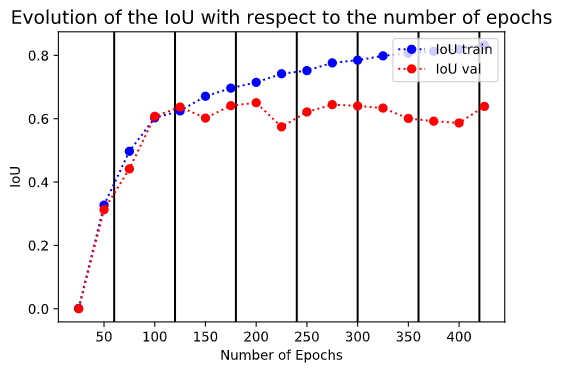 Evolution of the IoU with respect to the number of epochs
IoU train
IoU val
IoU
0.8
0.6
0.4
0.2
0.0
50 100 150 200 250 300 350 400
Number of Epochs